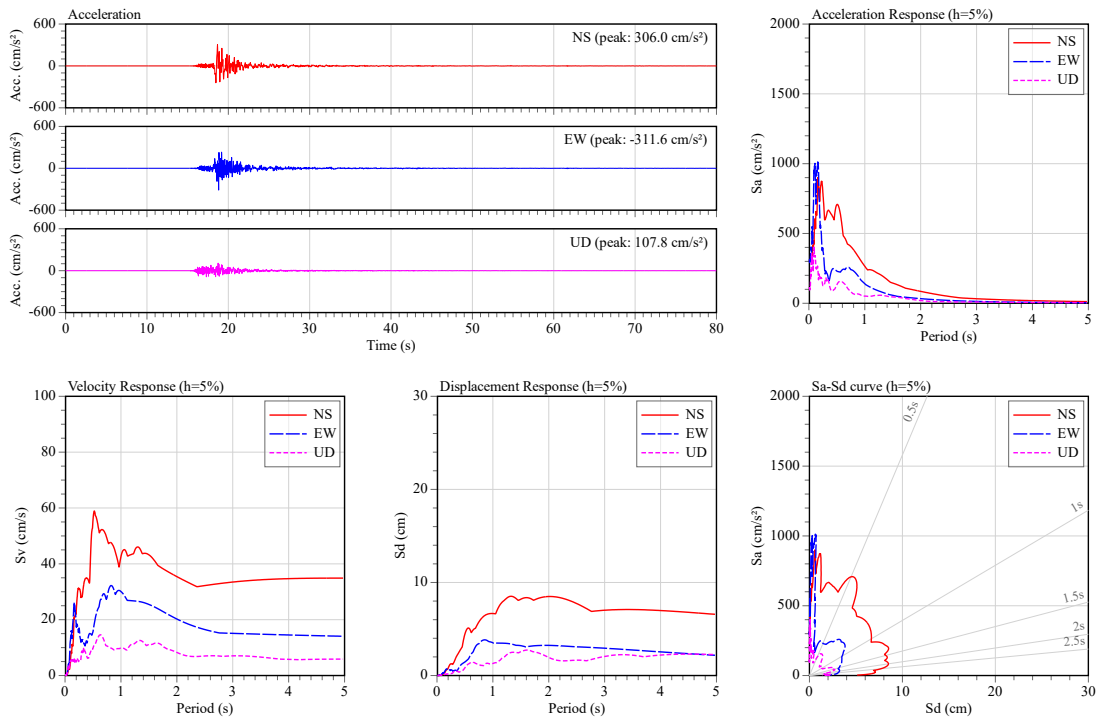 Acceleration
600
0
-600
Acc. (cm/s²)
NS (peak: 306.0 cm/s²)
600
0
-600
Acc. (cm/s²)
EW (peak: -311.6 cm/s²)
600
0
-600
Acc. (cm/s²)
UD (peak: 107.8 cm/s²)
0 10 20 30 40 50 60 70 80
Time (s)
Acceleration Response (h=5%)
2000
1500
1000
500
0
Sa (cm/s²)
NS
EW
UD
0 1 2 3 4 5
Period (s)
Velocity Response (h=5%)
100
80
60
40
20
0
Sv (cm/s)
NS
EW
UD
0 1 2 3 4 5
Period (s)
Displacement Response (h=5%)
30
20
10
0
Sd (cm)
NS
EW
UD
0 1 2 3 4 5
Period (s)
Sa-Sd curve (h=5%)
2000
1500
1000
500
0
Sa (cm/s²)
NS
EW
UD
0.5s
1s
1.5s
2s
2.5s
0 10 20 30
Sd (cm)